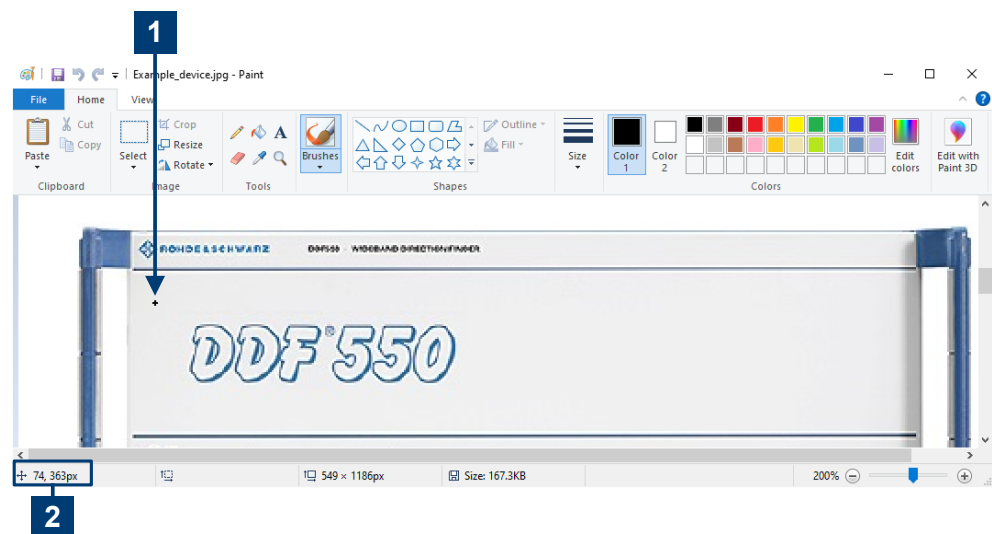 1
Example_device.jpg - Paint
File Home View
Cut Crop Outline
Copy Resize Fill
Paste Select Rotate Brushes Size Color 1 Color 2 Edit colors Edit with Paint 3D
Clipboard Image Tools Shapes Colors
ROHDE & SCHWARZ DDF550 · WIDEBAND DIRECTION FINDER
DDF® 550
74, 363px 549 × 1186px Size: 167.3KB 200%
2